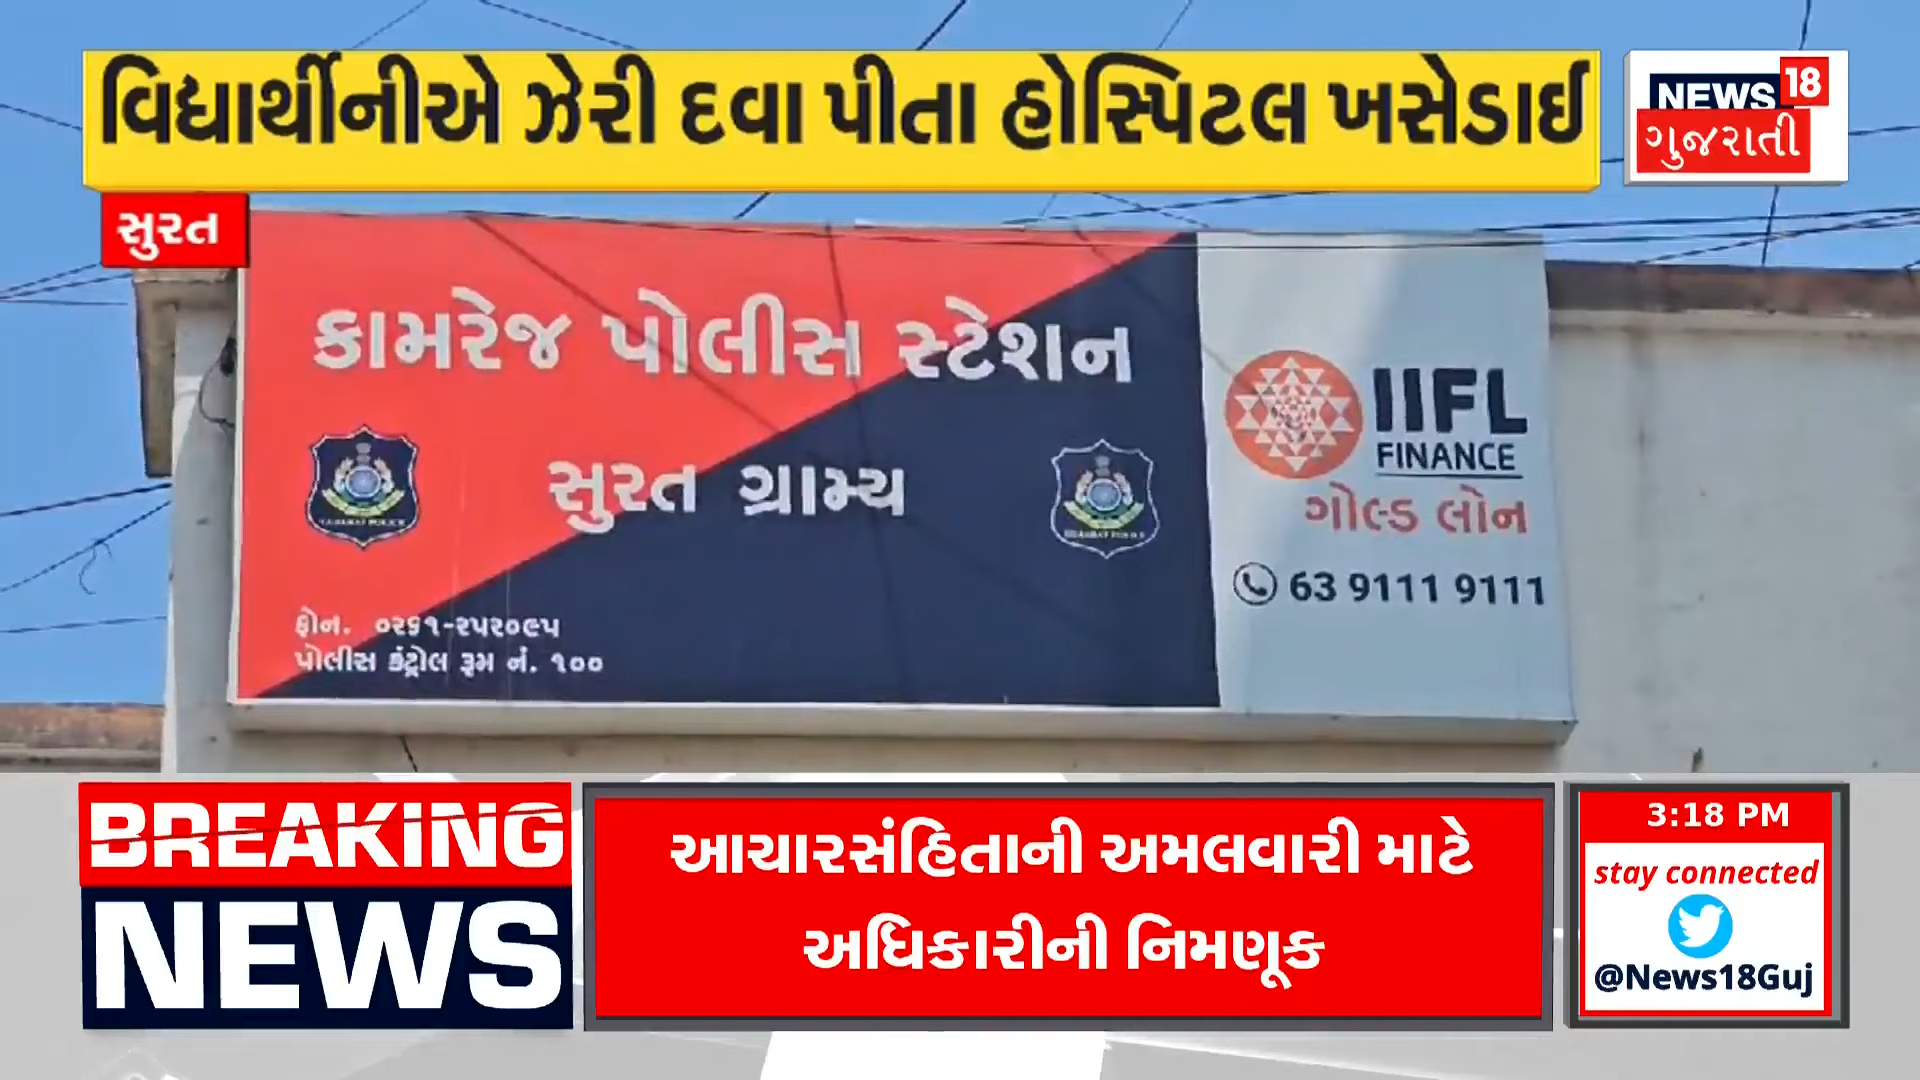 વિદ્યાર્થીનીએ ઝેરી દવા પીતા હોસ્પિટલ ખસેડાઈ
NEWS 18
ગુજરાતી
સુરત
કામરેજ પોલીસ સ્ટેશન
સુરત ગ્રામ્ય
ફોન. ૦૨૬૧-૨૫૨૦૯૫
પોલીસ કંટ્રોલ રૂમ નં. ૧૦૦
IIFL
FINANCE
ગોલ્ડ લોન
63 9111 9111
BREAKING
NEWS
આચારસંહિતાની અમલવારી માટે
અધિકારીની નિમણૂક
3:18 PM
stay connected
@News18Guj